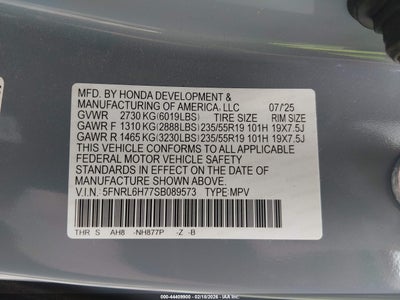 MFD. BY HONDA DEVELOPMENT &
MANUFACTURING OF AMERICA, LLC 07/'25
GVWR 2730 KG(6019LBS) TIRE SIZE RIM SIZE
GAWR F 1310 KG(2888LBS) 235/55R19 101H 19X7.5J
GAWR R 1465 KG(3230LBS) 235/55R19 101H 19X7.5J
THIS VEHICLE CONFORMS TO ALL APPLICABLE
FEDERAL MOTOR VEHICLE SAFETY
STANDARDS IN EFFECT ON THE DATE OF
MANUFACTURE SHOWN ABOVE.
V.I.N. 5FNRL6H77SB089573 TYPE:MPV
THR S AH8 -NH877P -Z -B
000-44409900 - 02/18/2026 - IAA Inc.